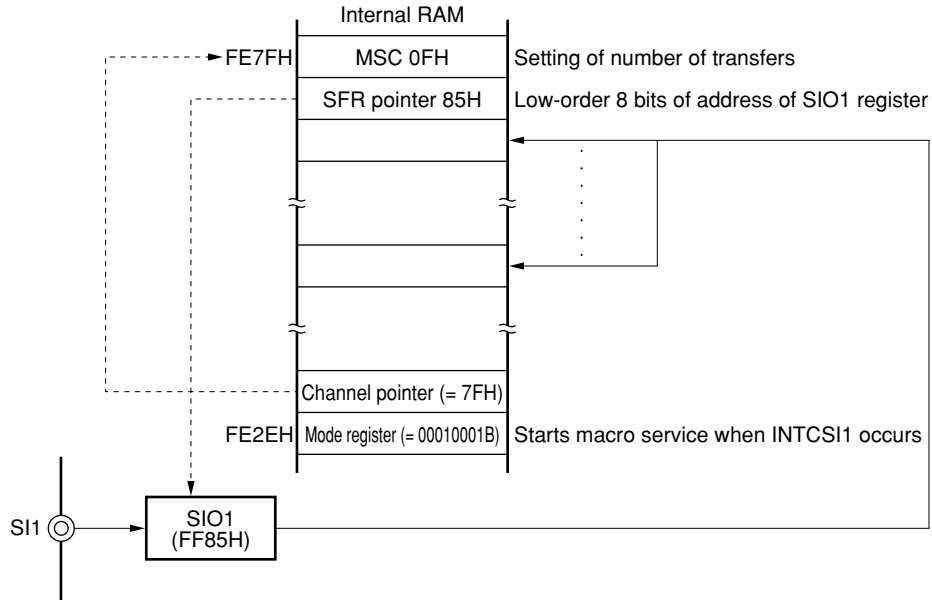 Internal RAM
FE7FH MSC 0FH Setting of number of transfers
SFR pointer 85H Low-order 8 bits of address of SIO1 register
Channel pointer (= 7FH)
FE2EH Mode register (= 00010001B) Starts macro service when INTCSI1 occurs
SI1 SIO1
(FF85H)